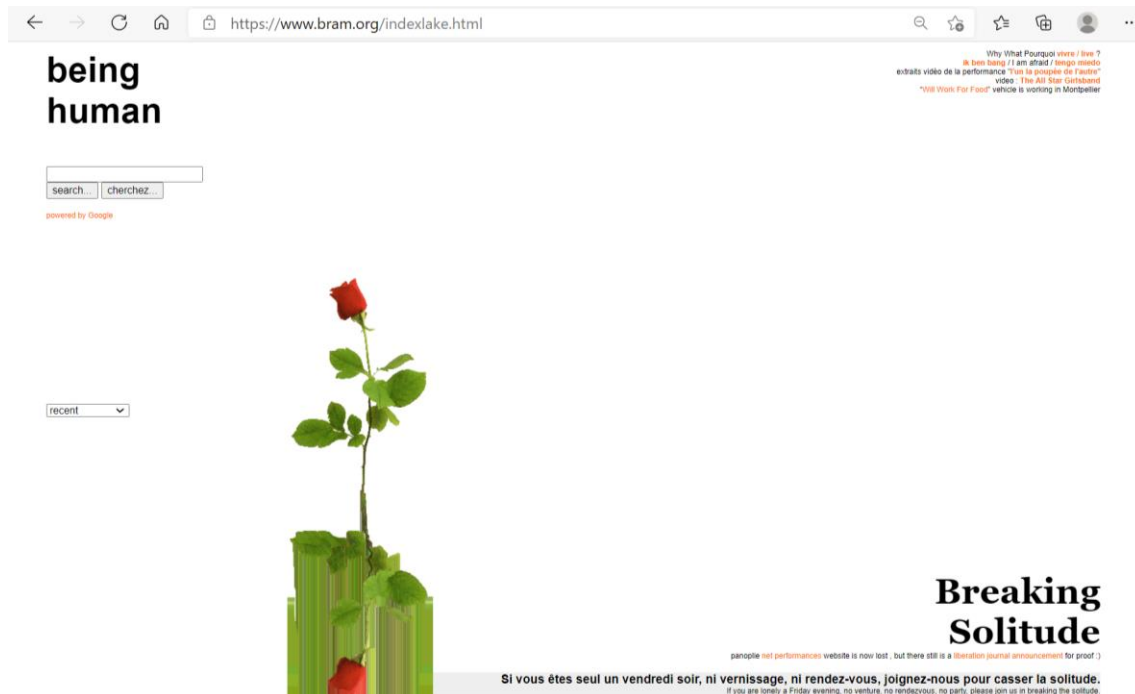 https://www.bram.org/indexlake.html
being
human
Why What Pourquoi vivre / live ?
ik ben bang / I am afraid / tengo miedo
extraits vidéo de la performance "l'un la poupée de l'autre"
video : The All Star Girlsband
"Will Work For Food" vehicle is working in Montpellier
search... cherchez...
powered by Google
recent
Breaking
Solitude
panoplie net performances website is now lost , but there still is a liberation journal announcement for proof :)
Si vous êtes seul un vendredi soir, ni vernissage, ni rendez-vous, joignez-nous pour casser la solitude.
If you are lonely a Friday evening, no venture, no rendezvous, no party, please join us in breaking the solitude.